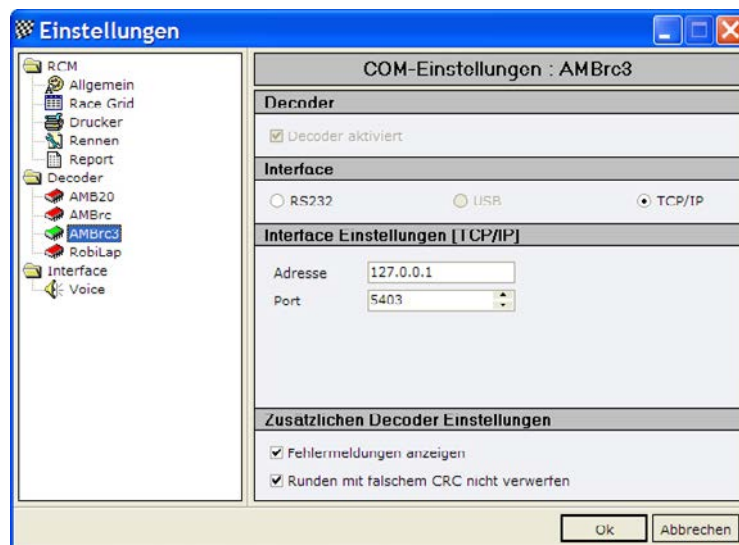 Einstellungen
RCM
Allgemein
Race Grid
Drucker
Rennen
Report
Decoder
AMB20
AMBrc
AMBrc3
RobiLap
Interface
Voice
COM-Einstellungen : AMBrc3
Decoder
Decoder aktiviert
Interface
RS232 USB TCP/IP
Interface Einstellungen [TCP/IP]
Adresse 127.0.0.1
Port 5403
Zusätzlichen Decoder Einstellungen
Fehlermeldungen anzeigen
Runden mit falschem CRC nicht verwerfen
Ok Abbrechen